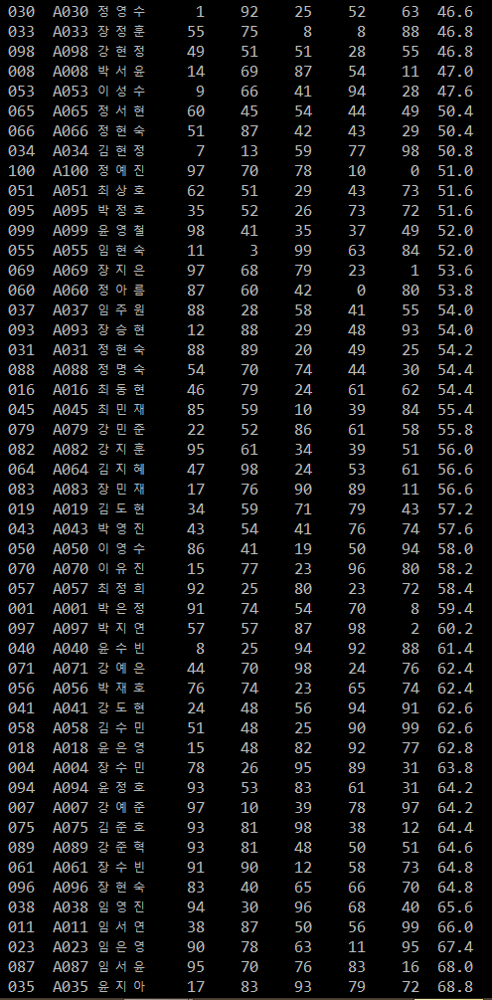 030 A030 정영수 1 92 25 52 63 46.6
033 A033 장정훈 55 75 8 8 88 46.8
098 A098 강현정 49 51 51 28 55 46.8
008 A008 박서윤 14 69 87 54 11 47.0
053 A053 이성수 9 66 41 94 28 47.6
065 A065 정서현 60 45 54 44 49 50.4
066 A066 정현숙 51 87 42 43 29 50.4
034 A034 김현정 7 13 59 77 98 50.8
100 A100 정예진 97 70 78 10 0 51.0
051 A051 최상호 62 51 29 43 73 51.6
095 A095 박정호 35 52 26 73 72 51.6
099 A099 윤영철 98 41 35 37 49 52.0
055 A055 임현숙 11 3 99 63 84 52.0
069 A069 장지은 97 68 79 23 1 53.6
060 A060 정아름 87 60 42 0 80 53.8
037 A037 임주원 88 28 58 41 55 54.0
093 A093 장승현 12 88 29 48 93 54.0
031 A031 정현숙 88 89 20 49 25 54.2
088 A088 정명숙 54 70 74 44 30 54.4
016 A016 최동현 46 79 24 61 62 54.4
045 A045 최민재 85 59 10 39 84 55.4
079 A079 강민준 22 52 86 61 58 55.8
082 A082 강지훈 95 61 34 39 51 56.0
064 A064 김지혜 47 98 24 53 61 56.6
083 A083 장민재 17 76 90 89 11 56.6
019 A019 김도현 34 59 71 79 43 57.2
043 A043 박영진 43 54 41 76 74 57.6
050 A050 이영수 86 41 19 50 94 58.0
070 A070 이유진 15 77 23 96 80 58.2
057 A057 최정희 92 25 80 23 72 58.4
001 A001 박은정 91 74 54 70 8 59.4
097 A097 박지연 57 57 87 98 2 60.2
040 A040 윤수빈 8 25 94 92 88 61.4
071 A071 강예은 44 70 98 24 76 62.4
056 A056 박재호 76 74 23 65 74 62.4
041 A041 강도현 24 48 56 94 91 62.6
058 A058 김수민 51 48 25 90 99 62.6
018 A018 윤은영 15 48 82 92 77 62.8
004 A004 장수민 78 26 95 89 31 63.8
094 A094 윤정호 93 53 83 61 31 64.2
007 A007 강예준 97 10 39 78 97 64.2
075 A075 김준호 93 81 98 38 12 64.4
089 A089 강준혁 93 81 48 50 51 64.6
061 A061 장수빈 91 90 12 58 73 64.8
096 A096 장현숙 83 40 65 66 70 64.8
038 A038 임영진 94 30 96 68 40 65.6
011 A011 임서연 38 87 50 56 99 66.0
023 A023 임은영 90 78 63 11 95 67.4
087 A087 임서윤 95 70 76 83 16 68.0
035 A035 윤지아 17 83 93 79 72 68.8